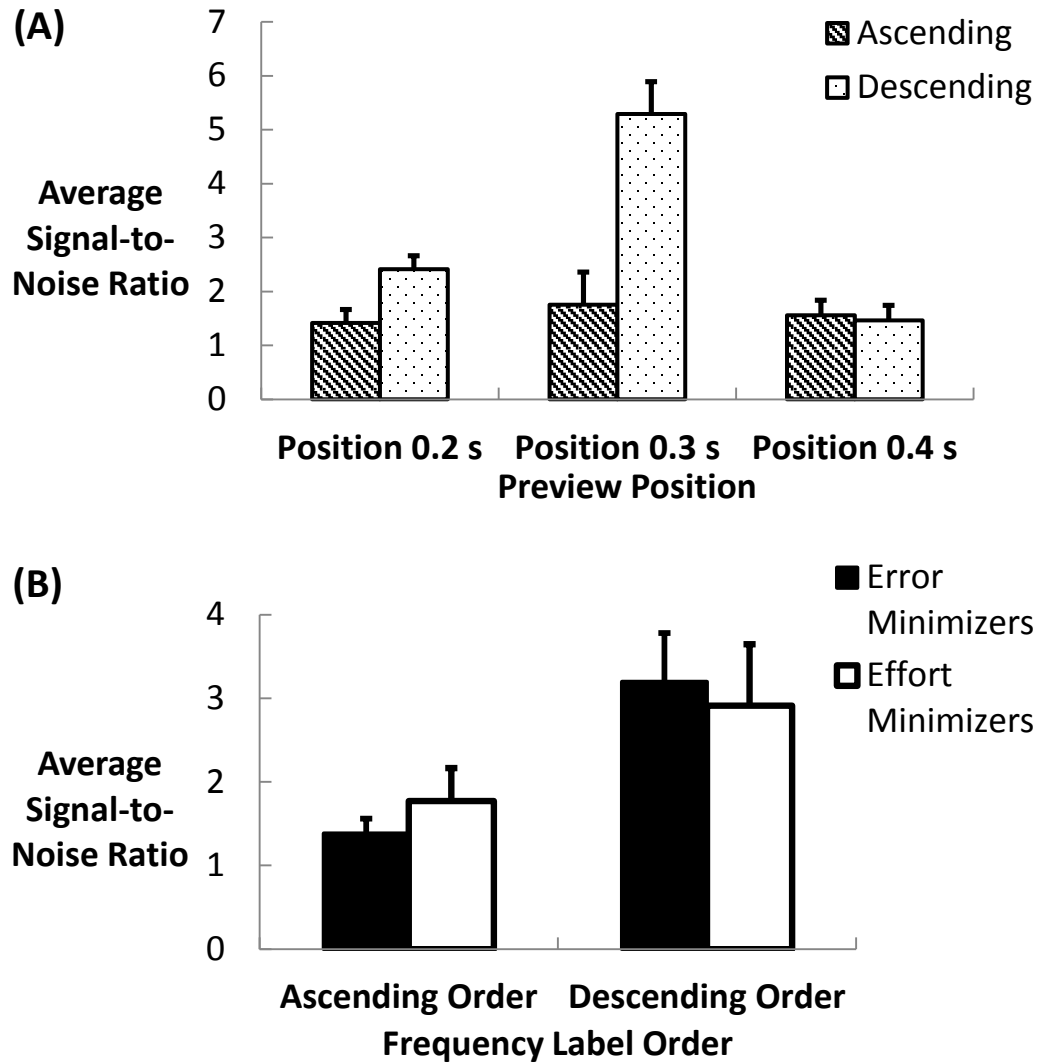 (A)
7
6
5
4
3
2
1
0
Average
Signal-to-
Noise Ratio
Ascending
Descending
Position 0.2 s
Position 0.3 s
Position 0.4 s
Preview Position
(B)
4
3
2
1
0
Average
Signal-to-
Noise Ratio
Error
Minimizers
Effort
Minimizers
Ascending Order
Descending Order
Frequency Label Order